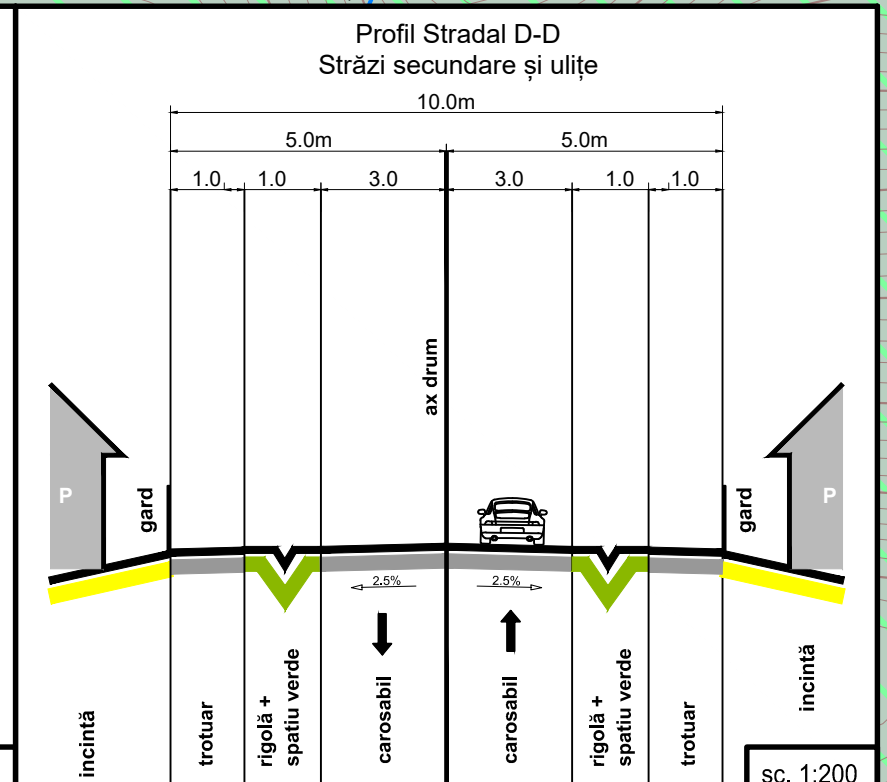 Profil Stradal D-D
Străzi secundare și ulițe
10.0m
5.0m 5.0m
1.0 1.0 3.0 3.0 1.0 1.0
ax drum
P gard gard P
2.5% 2.5%
incintă
trotuar
rigolă +
spatiu verde
carosabil
carosabil
rigolă +
spatiu verde
trotuar
incintă
sc. 1:200